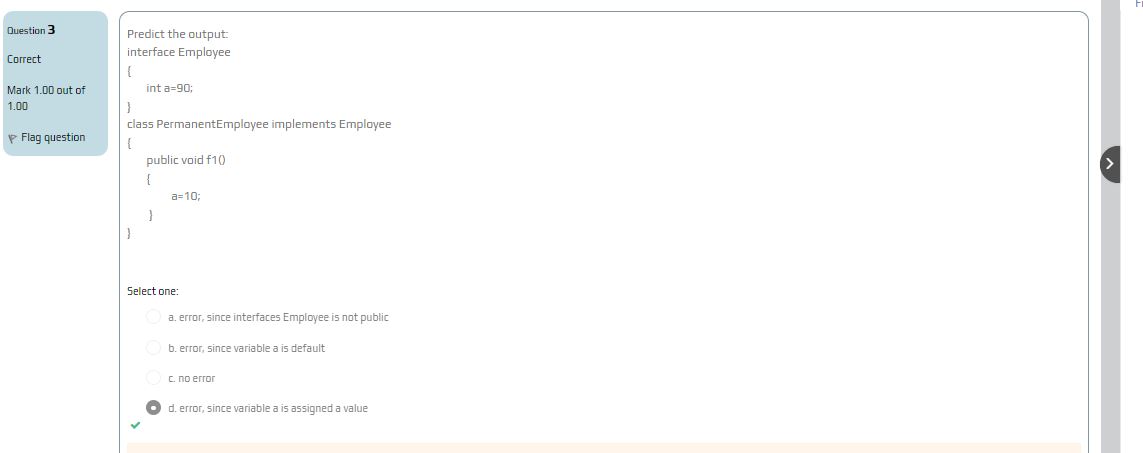 Question 3
Correct
Mark 1.00 out of
1.00
Flag question
Predict the output:
interface Employee
{
int a=90;
}
class PermanentEmployee implements Employee
{
public void f1()
{
a=10;
}
}
Select one:
a. error, since interfaces Employee is not public
b. error, since variable a is default
c. no error
d. error, since variable a is assigned a value